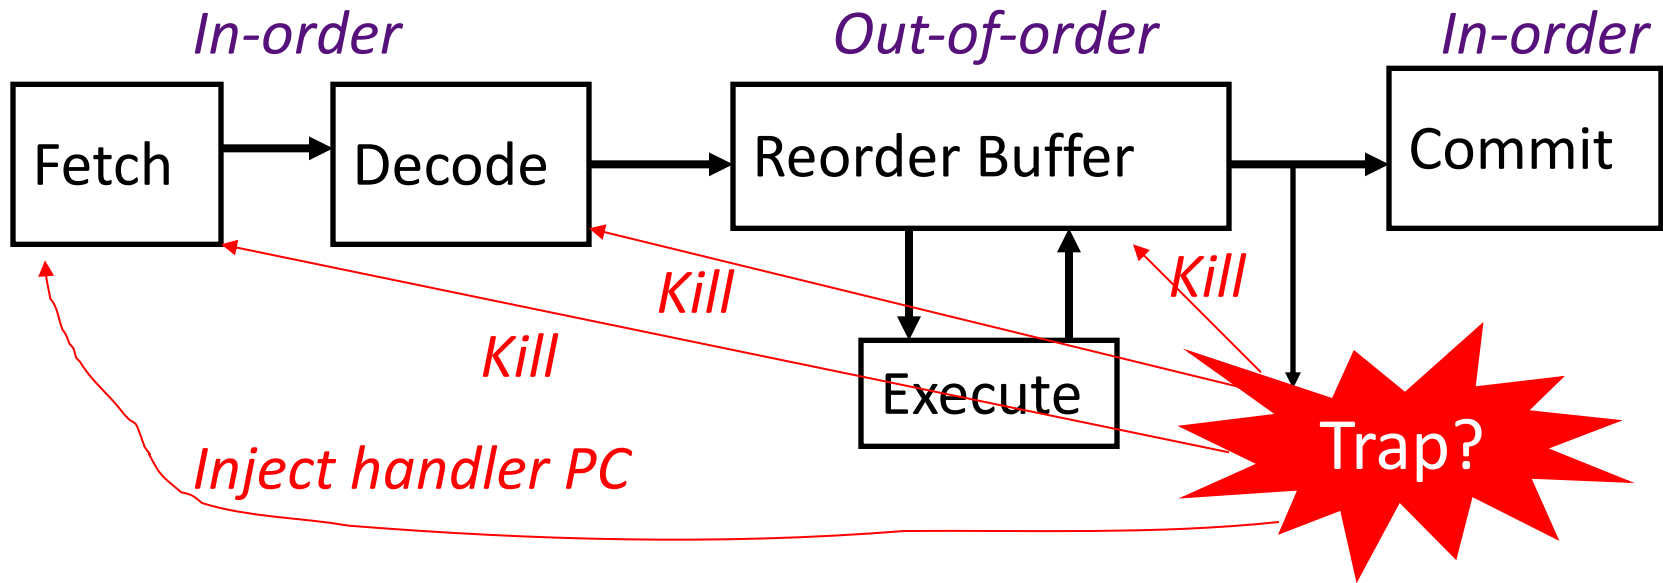 In-order
Out-of-order
In-order
Fetch
Decode
Reorder Buffer
Commit
Kill
Kill
Kill
Execute
Trap?
Inject handler PC